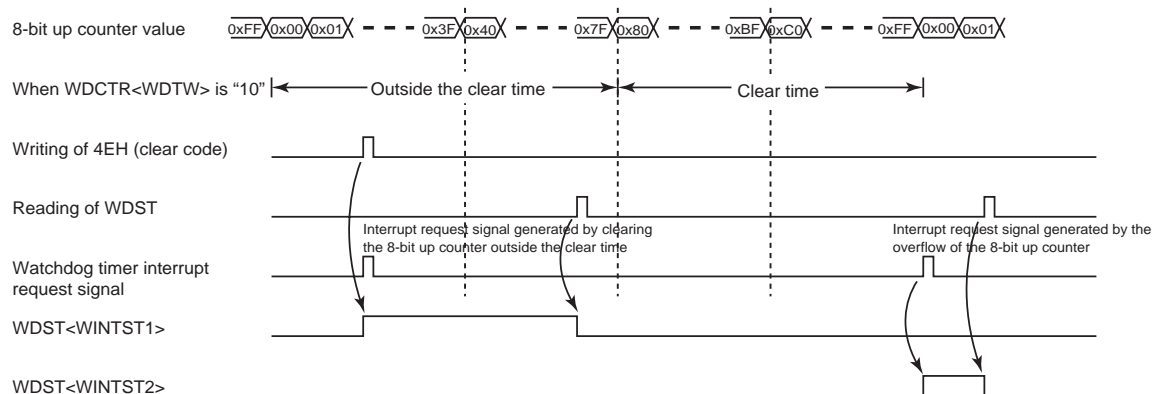 8-bit up counter value 0xFF 0x00 0x01 0x3F 0x40 0x7F 0x80 0xBF 0xC0 0xFF 0x00 0x01
When WDCTR<WDTW> is “10” Outside the clear time Clear time
Writing of 4EH (clear code)
Reading of WDST
Interrupt request signal generated by clearing
the 8-bit up counter outside the clear time
Interrupt request signal generated by the
overflow of the 8-bit up counter
Watchdog timer interrupt
request signal
WDST<WINTST1>
WDST<WINTST2>